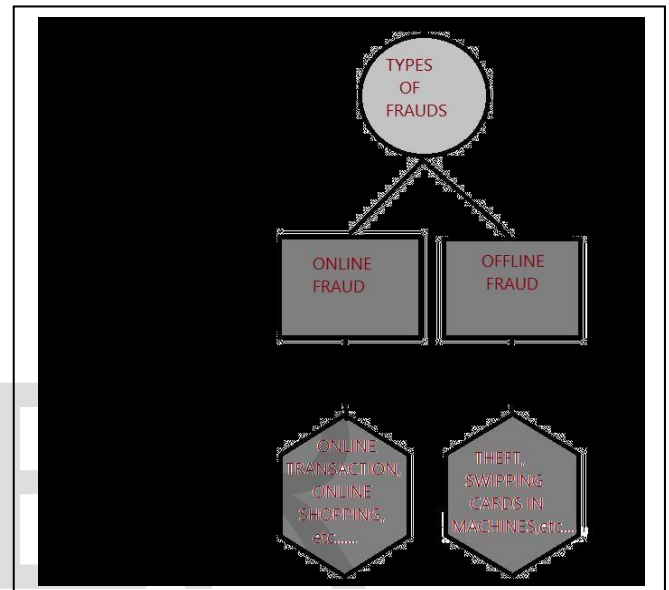 TYPES
OF
FRAUDS
ONLINE
FRAUD
OFFLINE
FRAUD
ONLINE
TRANSACTION,
ONLINE
SHOPPING,
etc......
THEFT,
SWIPPING
CARDS IN
MACHINES,etc....